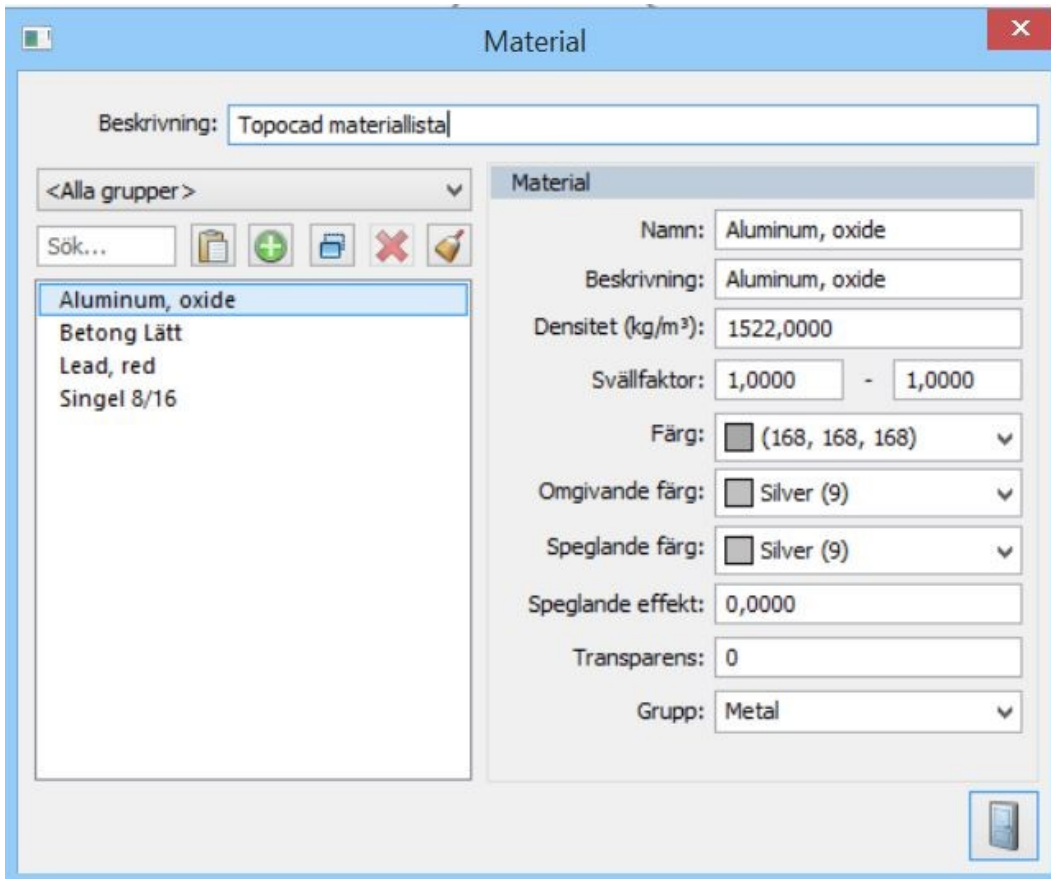 Material
Beskrivning: Topocad materiallista
<Alla grupper>
Sök...
Aluminum, oxide
Betong Lätt
Lead, red
Singel 8/16
Material
Namn: Aluminum, oxide
Beskrivning: Aluminum, oxide
Densitet (kg/m³): 1522,0000
Svällfaktor: 1,0000 - 1,0000
Färg: (168, 168, 168)
Omgivande färg: Silver (9)
Speglande färg: Silver (9)
Speglande effekt: 0,0000
Transparens: 0
Grupp: Metal